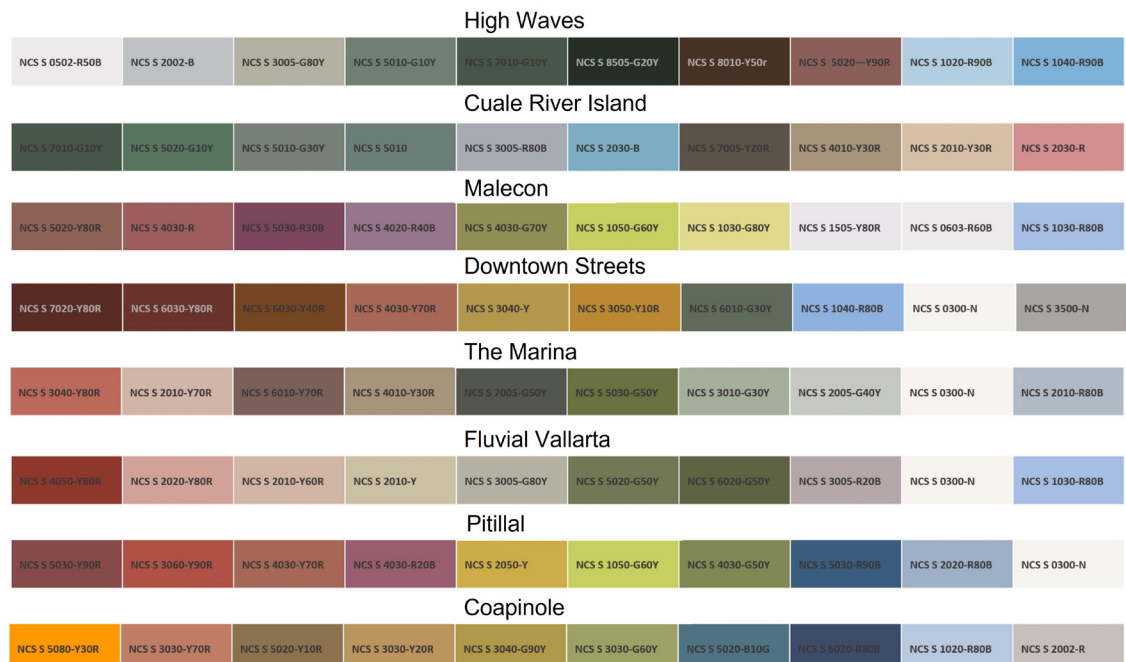 High Waves
NCS S 0502-R50B NCS S 2002-B NCS S 3005-G80Y NCS S 5010-G10Y NCS S 7010-G10Y NCS S 8505-G20Y NCS S 8010-Y50r NCS S  5020—Y90R NCS S 1020-R90B NCS S 1040-R90B
Cuale River Island
NCS S 7010-G10Y NCS S 5020-G10Y NCS S 5010-G30Y NCS S 5010 NCS S 3005-R80B NCS S 2030-B NCS S 7005-Y20R NCS S 4010-Y30R NCS S 2010-Y30R NCS S 2030-R
Malecon
NCS S 5020-Y80R NCS S 4030-R NCS S 5030-R30B NCS S 4020-R40B NCS S 4030-G70Y NCS S 1050-G60Y NCS S 1030-G80Y NCS S 1505-Y80R NCS S 0603-R60B NCS S 1030-R80B
Downtown Streets
NCS S 7020-Y80R NCS S 6030-Y80R NCS S 6030-Y40R NCS S 4030-Y70R NCS S 3040-Y NCS S 3050-Y10R NCS S 6010-G30Y NCS S 1040-R80B NCS S 0300-N NCS S 3500-N
The Marina
NCS S 3040-Y80R NCS S 2010-Y70R NCS S 6010-Y70R NCS S 4010-Y30R NCS S 7005-G50Y NCS S 5030-G50Y NCS S 3010-G30Y NCS S 2005-G40Y NCS S 0300-N NCS S 2010-R80B
Fluvial Vallarta
NCS S 4050-Y80R NCS S 2020-Y80R NCS S 2010-Y60R NCS S 2010-Y NCS S 3005-G80Y NCS S 5020-G50Y NCS S 6020-G50Y NCS S 3005-R20B NCS S 0300-N NCS S 1030-R80B
Pitillal
NCS S 5030-Y90R NCS S 3060-Y90R NCS S 4030-Y70R NCS S 4030-R20B NCS S 2050-Y NCS S 1050-G60Y NCS S 4030-G50Y NCS S 5030-R90B NCS S 2020-R80B NCS S 0300-N
Coapinole
NCS S 5080-Y30R NCS S 3030-Y70R NCS S 5020-Y10R NCS S 3030-Y20R NCS S 3040-G90Y NCS S 3030-G60Y NCS S 5020-B10G NCS S 6020-R80B NCS S 1020-R80B NCS S 2002-R